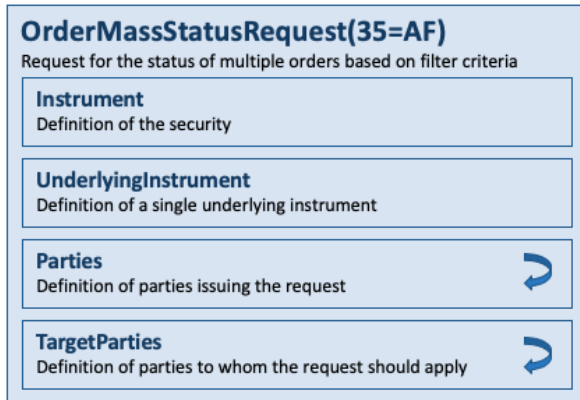 OrderMassStatusRequest(35=AF)
Request for the status of multiple orders based on filter criteria
Instrument
Definition of the security
UnderlyingInstrument
Definition of a single underlying instrument
Parties
Definition of parties issuing the request
TargetParties
Definition of parties to whom the request should apply